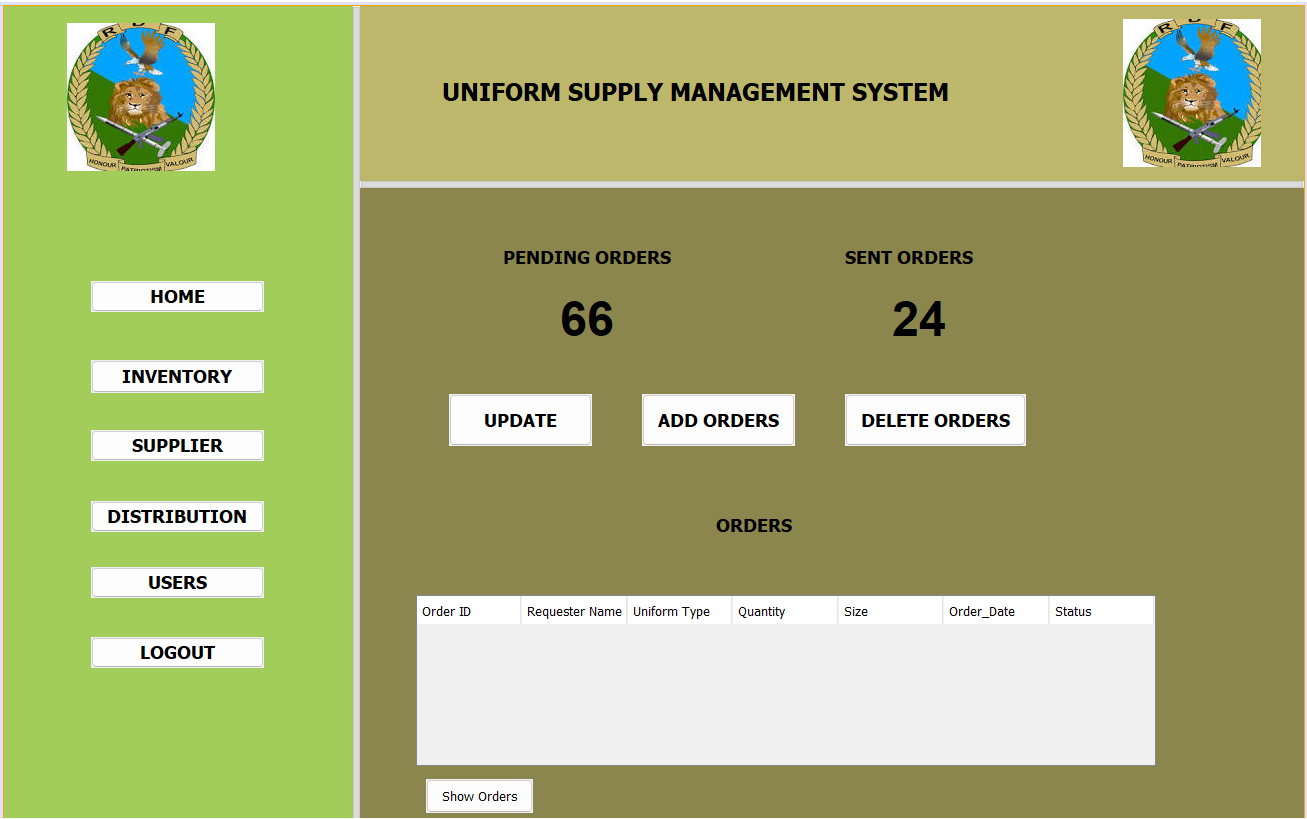 R D F
HONOUR PATRIOTISM VALOUR
UNIFORM SUPPLY MANAGEMENT SYSTEM
R D F
HONOUR PATRIOTISM VALOUR
HOME
INVENTORY
SUPPLIER
DISTRIBUTION
USERS
LOGOUT
PENDING ORDERS SENT ORDERS
66 24
UPDATE ADD ORDERS DELETE ORDERS
ORDERS
Order ID Requester Name Uniform Type Quantity Size Order_Date Status
Show Orders